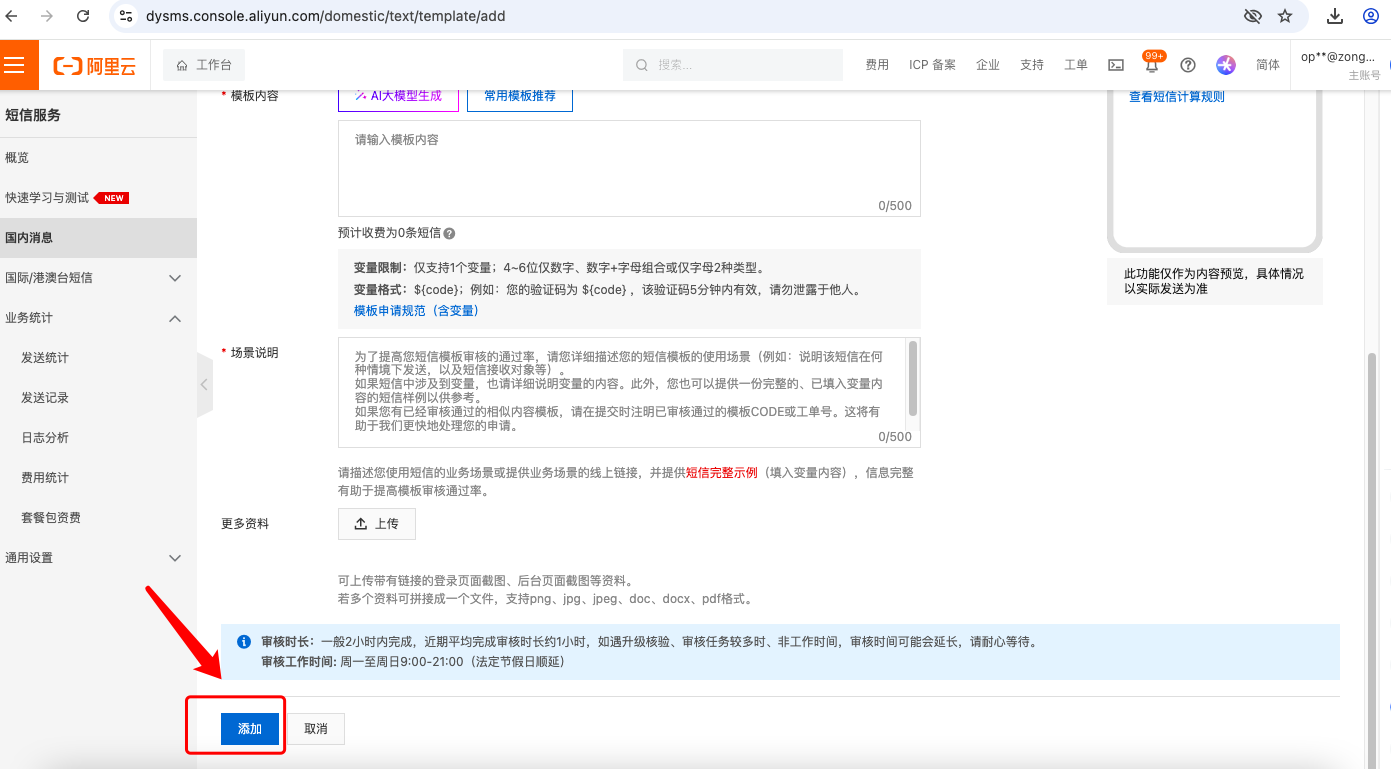 dysms.console.aliyun.com/domestic/text/template/add
阿里云
工作台
搜索...
费用
ICP 备案
企业
支持
工单
99+
简体
op**@zong...
主账号
短信服务
概览
快速学习与测试 NEW
国内消息
国际/港澳台短信
业务统计
发送统计
发送记录
日志分析
费用统计
套餐包资费
通用设置
* 模板内容
AI大模型生成
常用模板推荐
请输入模板内容
0/500
预计收费为0条短信
变量限制：仅支持1个变量；4~6位仅数字、数字+字母组合或仅字母2种类型。
变量格式：${code}；例如：您的验证码为 ${code} ，该验证码5分钟内有效，请勿泄露于他人。
模板申请规范（含变量）
* 场景说明
为了提高您短信模板审核的通过率，请您详细描述您的短信模板的使用场景（例如：说明该短信在何
种情境下发送，以及短信接收对象等）。
如果短信中涉及到变量，也请详细说明变量的内容。此外，您也可以提供一份完整的、已填入变量内
容的短信样例以供参考。
如果您有已经审核通过的相似内容模板，请在提交时注明已审核通过的模板CODE或工单号。这将有
助于我们更快地处理您的申请。
0/500
请描述您使用短信的业务场景或提供业务场景的线上链接，并提供短信完整示例（填入变量内容），信息完整
有助于提高模板审核通过率。
更多资料
上传
可上传带有链接的登录页面截图、后台页面截图等资料。
若多个资料可拼接成一个文件，支持png、jpg、jpeg、doc、docx、pdf格式。
审核时长：一般2小时内完成，近期平均完成审核时长约1小时，如遇升级核验、审核任务较多时、非工作时间，审核时间可能会延长，请耐心等待。
审核工作时间: 周一至周日9:00-21:00（法定节假日顺延）
添加
取消
查看短信计算规则
此功能仅作为内容预览，具体情况
以实际发送为准